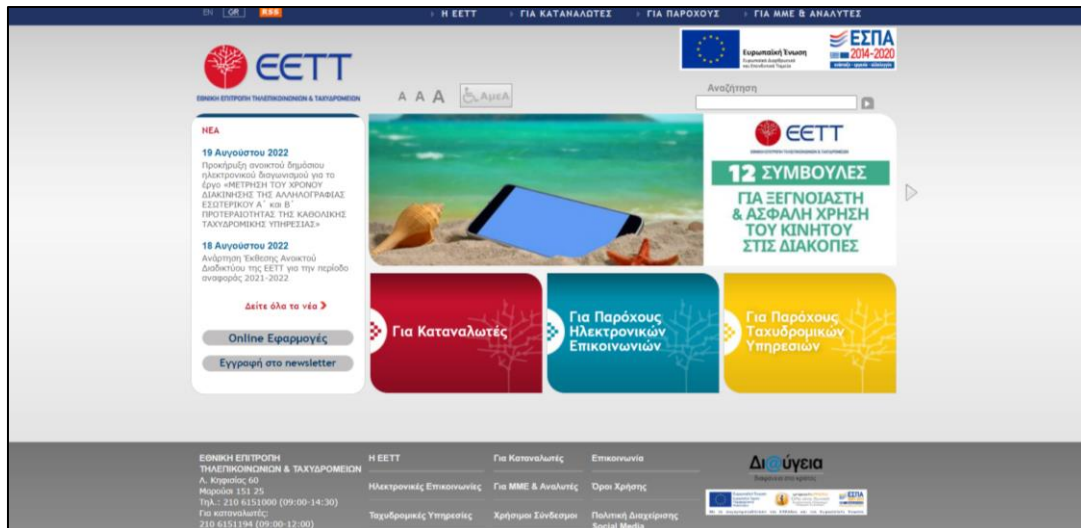 EN GR RSS
Η ΕΕΤΤ ΓΙΑ ΚΑΤΑΝΑΛΩΤΕΣ ΓΙΑ ΠΑΡΟΧΟΥΣ ΓΙΑ ΜΜΕ & ΑΝΑΛΥΤΕΣ
ΕΕΤΤ
ΕΘΝΙΚΗ ΕΠΙΤΡΟΠΗ ΤΗΛΕΠΙΚΟΙΝΩΝΙΩΝ & ΤΑΧΥΔΡΟΜΕΙΩΝ
A A A ΑμεΑ
Ευρωπαϊκή Ένωση
ΕΣΠΑ
2014-2020
Αναζήτηση
ΝΕΑ
19 Αυγούστου 2022
Προκήρυξη ανοικτού δημόσιου
ηλεκτρονικού διαγωνισμού για το
έργο «ΜΕΤΡΗΣΗ ΤΟΥ ΧΡΟΝΟΥ
ΔΙΑΚΙΝΗΣΗΣ ΤΗΣ ΑΛΛΗΛΟΓΡΑΦΙΑΣ
ΕΣΩΤΕΡΙΚΟΥ Α΄ και Β΄
ΠΡΟΤΕΡΑΙΟΤΗΤΑΣ ΤΗΣ ΚΑΘΟΛΙΚΗΣ
ΤΑΧΥΔΡΟΜΙΚΗΣ ΥΠΗΡΕΣΙΑΣ»
18 Αυγούστου 2022
Ανάρτηση Έκθεσης Ανοικτού
Διαδικτύου της ΕΕΤΤ για την περίοδο
αναφοράς 2021-2022
Δείτε όλα τα νέα
Online Εφαρμογές
Εγγραφή στο newsletter
ΕΕΤΤ
12 ΣΥΜΒΟΥΛΕΣ
ΓΙΑ ΞΕΓΝΟΙΑΣΤΗ
& ΑΣΦΑΛΗ ΧΡΗΣΗ
ΤΟΥ ΚΙΝΗΤΟΥ
ΣΤΙΣ ΔΙΑΚΟΠΕΣ
Για Καταναλωτές
Για Παρόχους
Ηλεκτρονικών
Επικοινωνιών
Για Παρόχους
Ταχυδρομικών
Υπηρεσιών
ΕΘΝΙΚΗ ΕΠΙΤΡΟΠΗ
ΤΗΛΕΠΙΚΟΙΝΩΝΙΩΝ & ΤΑΧΥΔΡΟΜΕΙΩΝ
Λ. Κηφισίας 60
Μαρούσι 151 25
Τηλ.: 210 6151000 (09:00-14:30)
Για καταναλωτές:
210 6151194 (09:00-12:00)
Η ΕΕΤΤ
Ηλεκτρονικές Επικοινωνίες
Ταχυδρομικές Υπηρεσίες
Για Καταναλωτές
Για ΜΜΕ & Αναλυτές
Χρήσιμοι Σύνδεσμοι
Επικοινωνία
Όροι Χρήσης
Πολιτική Διαχείρισης
Social Media
Δι@ύγεια
ΕΣΠΑ